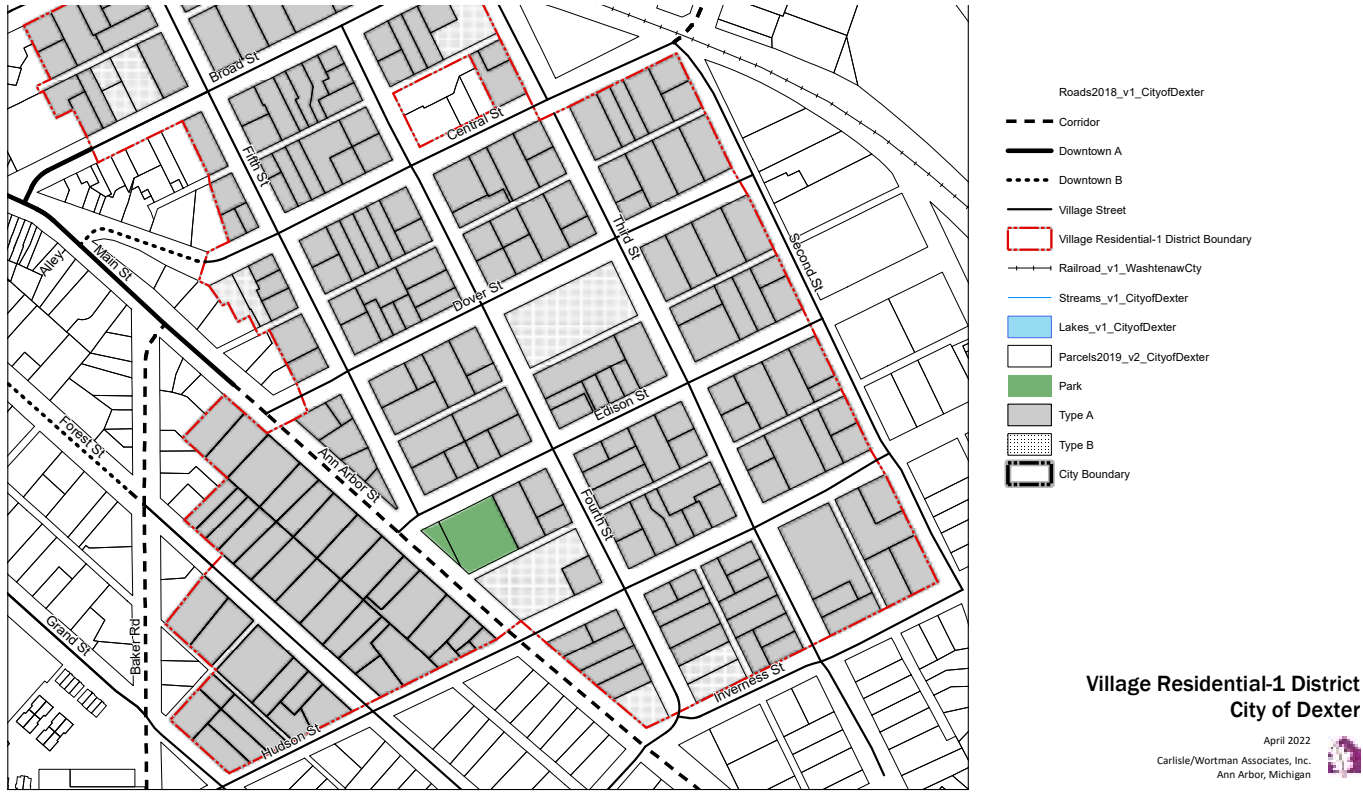 Broad St
Central St
Fifth St
Third St
Second St
Alley
Main St
Dover St
Edison St
Forest St
Ann Arbor St
Fourth St
Grand St
Baker Rd
Inverness St
Hudson St
Roads2018_v1_CityofDexter
Corridor
Downtown A
Downtown B
Village Street
Village Residential-1 District Boundary
Railroad_v1_WashtenawCty
Streams_v1_CityofDexter
Lakes_v1_CityofDexter
Parcels2019_v2_CityofDexter
Park
Type A
Type B
City Boundary
Village Residential-1 District
City of Dexter
April 2022
Carlisle/Wortman Associates, Inc.
Ann Arbor, Michigan